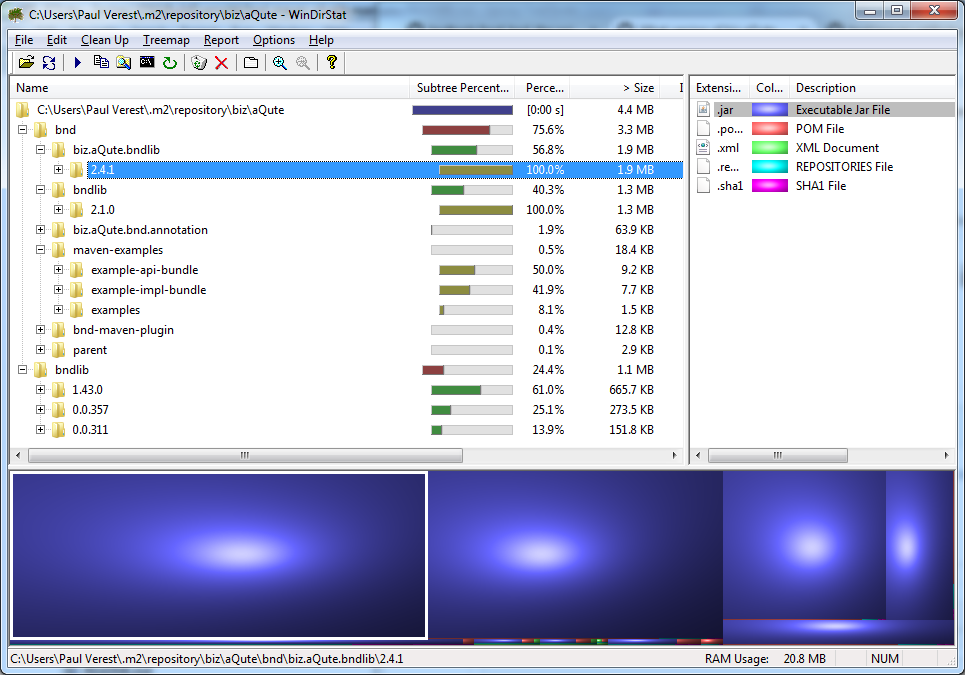 C:\Users\Paul Verest\.m2\repository\biz\aQute - WinDirStat
File Edit Clean Up Treemap Report Options Help
Name Subtree Percent... Perce... > Size I
C:\Users\Paul Verest\.m2\repository\biz\aQute [0:00 s] 4.4 MB
bnd 75.6% 3.3 MB
biz.aQute.bndlib 56.8% 1.9 MB
2.4.1 100.0% 1.9 MB
bndlib 40.3% 1.3 MB
2.1.0 100.0% 1.3 MB
biz.aQute.bnd.annotation 1.9% 63.9 KB
maven-examples 0.5% 18.4 KB
example-api-bundle 50.0% 9.2 KB
example-impl-bundle 41.9% 7.7 KB
examples 8.1% 1.5 KB
bnd-maven-plugin 0.4% 12.8 KB
parent 0.1% 2.9 KB
bndlib 24.4% 1.1 MB
1.43.0 61.0% 665.7 KB
0.0.357 25.1% 273.5 KB
0.0.311 13.9% 151.8 KB
Extensi... Col... Description
.jar Executable Jar File
.po... POM File
.xml XML Document
.re... REPOSITORIES File
.sha1 SHA1 File
C:\Users\Paul Verest\.m2\repository\biz\aQute\bnd\biz.aQute.bndlib\2.4.1 RAM Usage: 20.8 MB NUM